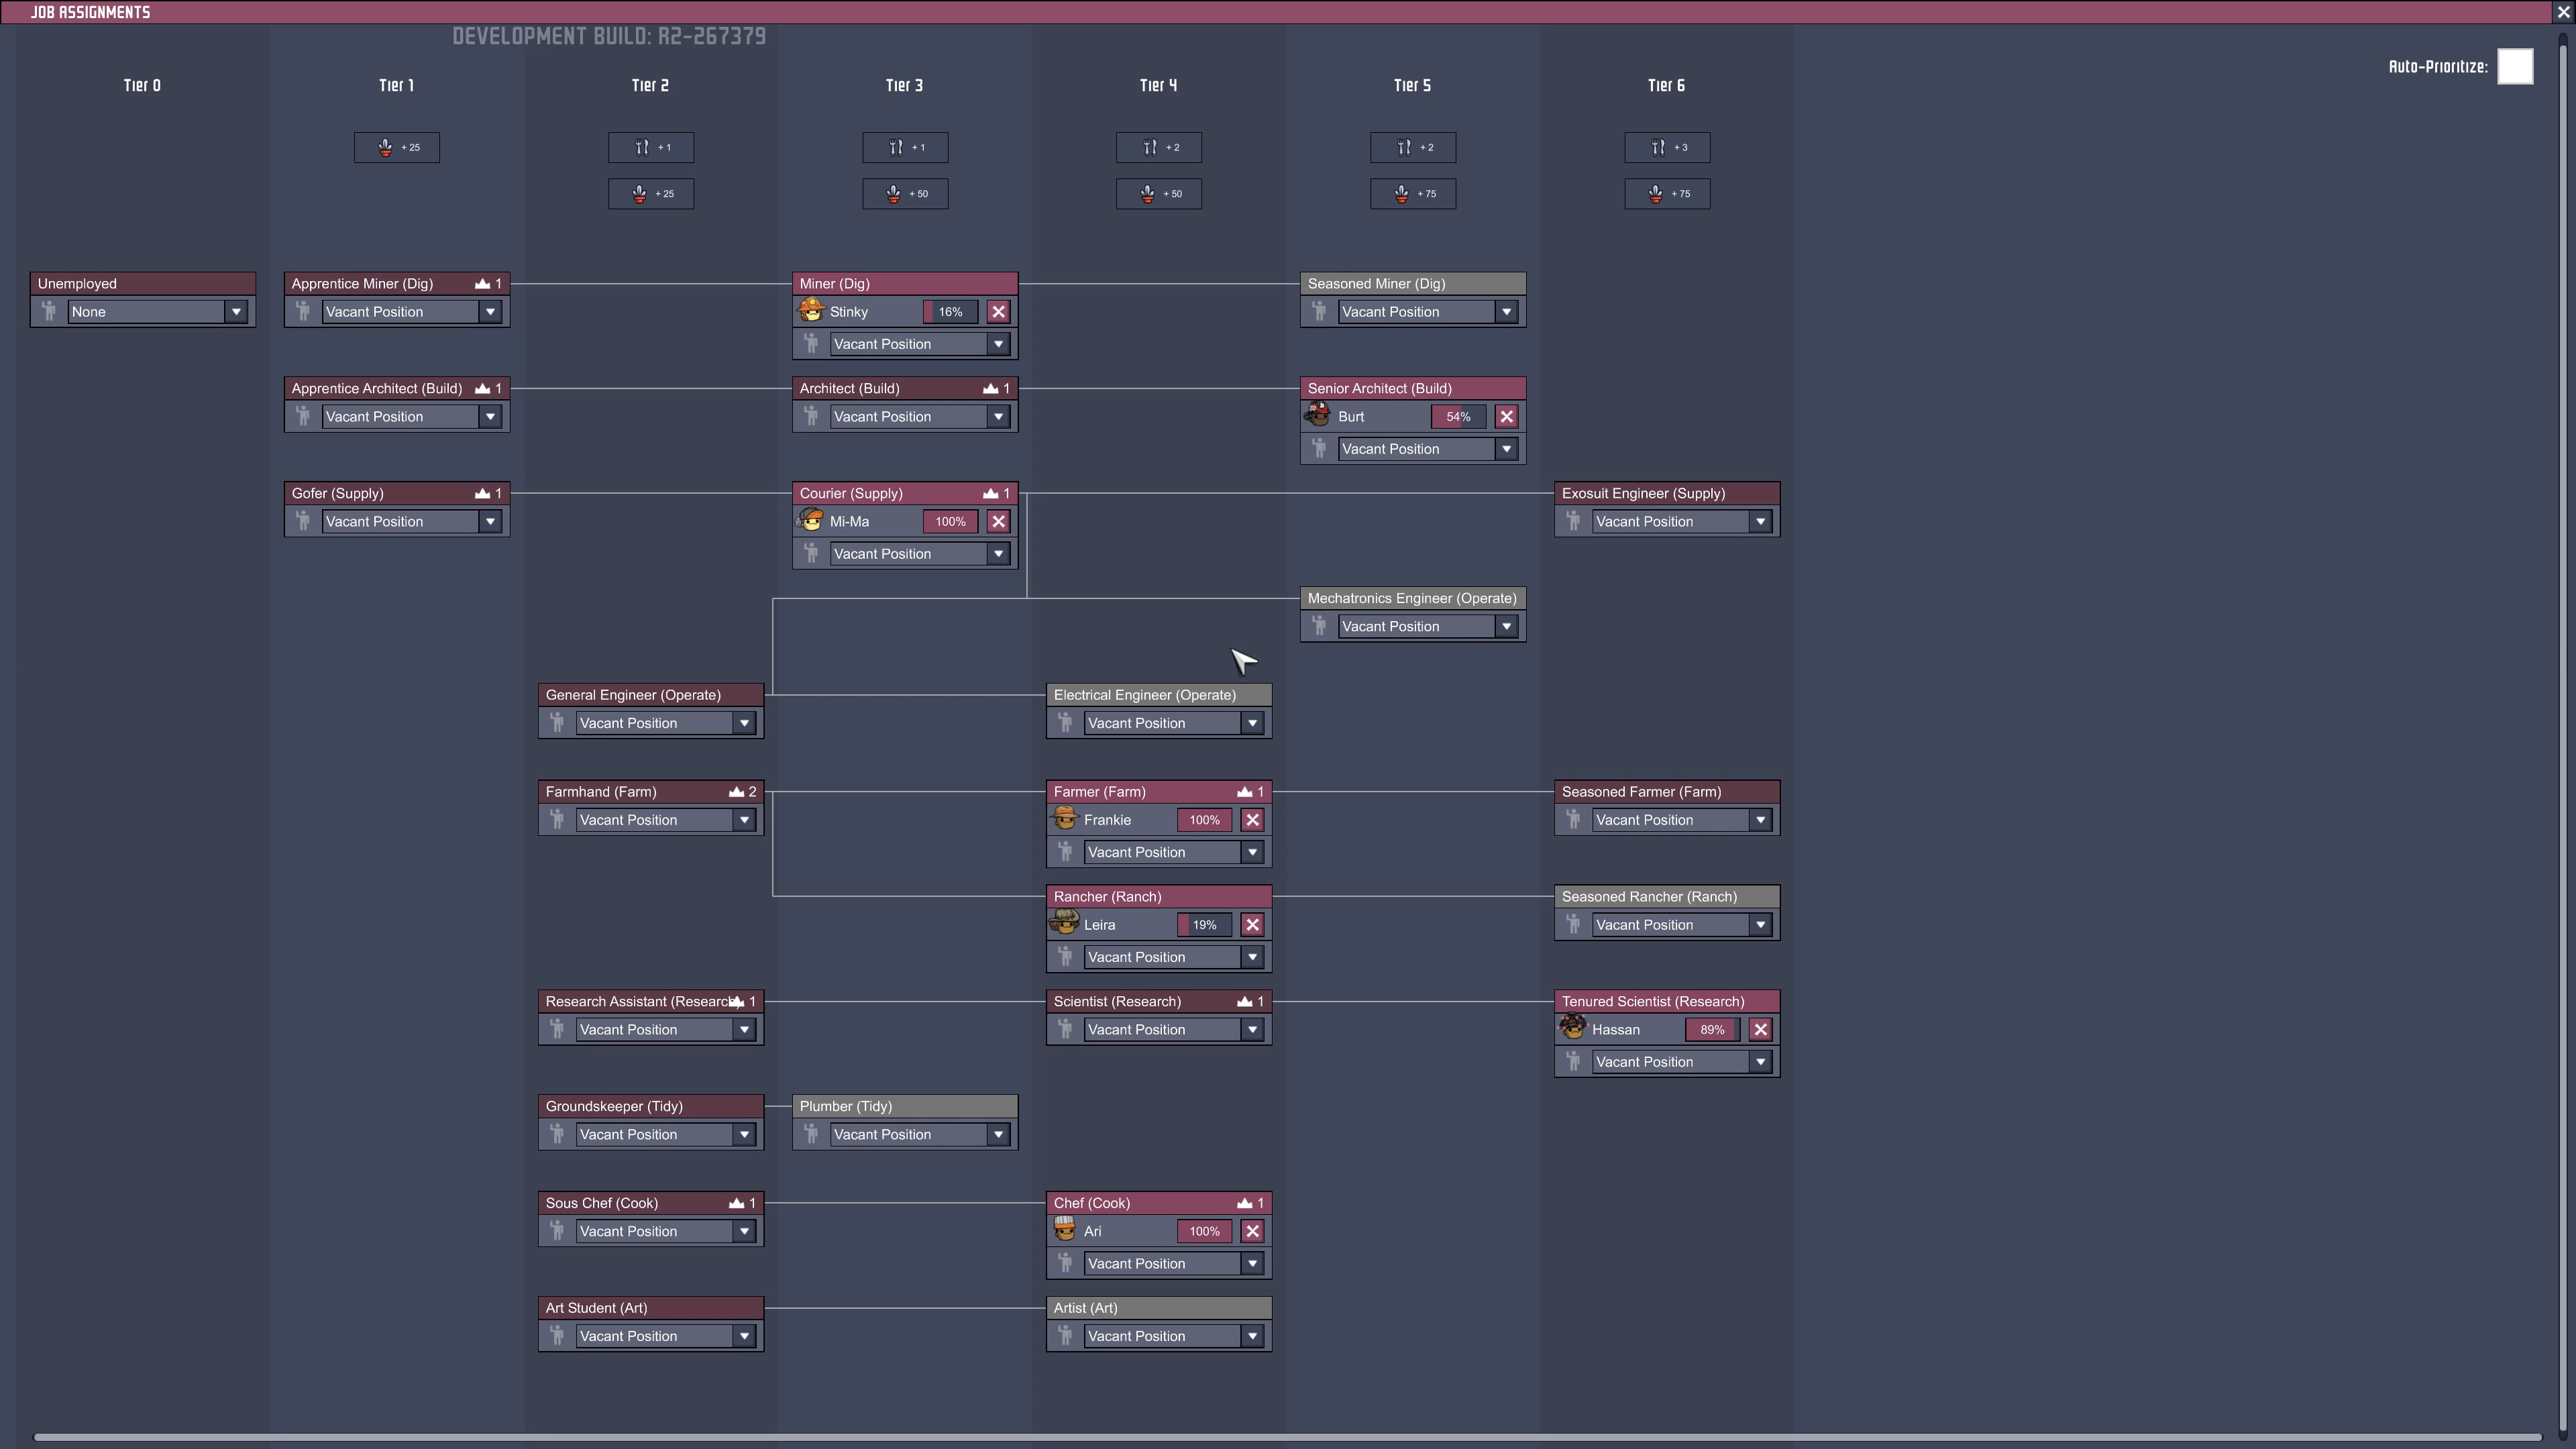 JOB ASSIGNMENTS
DEVELOPMENT BUILD: R2-267379
Auto-Prioritize:
Tier 0
Tier 1
Tier 2
Tier 3
Tier 4
Tier 5
Tier 6
+ 25
+ 1
+ 1
+ 2
+ 2
+ 3
+ 25
+ 50
+ 50
+ 75
+ 75
Unemployed
None
Apprentice Miner (Dig) 1
Vacant Position
Miner (Dig)
Stinky 16%
Vacant Position
Seasoned Miner (Dig)
Vacant Position
Apprentice Architect (Build) 1
Vacant Position
Architect (Build) 1
Vacant Position
Senior Architect (Build)
Burt 54%
Vacant Position
Gofer (Supply) 1
Vacant Position
Courier (Supply) 1
Mi-Ma 100%
Vacant Position
Exosuit Engineer (Supply)
Vacant Position
Mechatronics Engineer (Operate)
Vacant Position
General Engineer (Operate)
Vacant Position
Electrical Engineer (Operate)
Vacant Position
Farmhand (Farm) 2
Vacant Position
Farmer (Farm) 1
Frankie 100%
Vacant Position
Seasoned Farmer (Farm)
Vacant Position
Rancher (Ranch)
Leira 19%
Vacant Position
Seasoned Rancher (Ranch)
Vacant Position
Research Assistant (Research) 1
Vacant Position
Scientist (Research) 1
Vacant Position
Tenured Scientist (Research)
Hassan 89%
Vacant Position
Groundskeeper (Tidy)
Vacant Position
Plumber (Tidy)
Vacant Position
Sous Chef (Cook) 1
Vacant Position
Chef (Cook) 1
Ari 100%
Vacant Position
Art Student (Art)
Vacant Position
Artist (Art)
Vacant Position